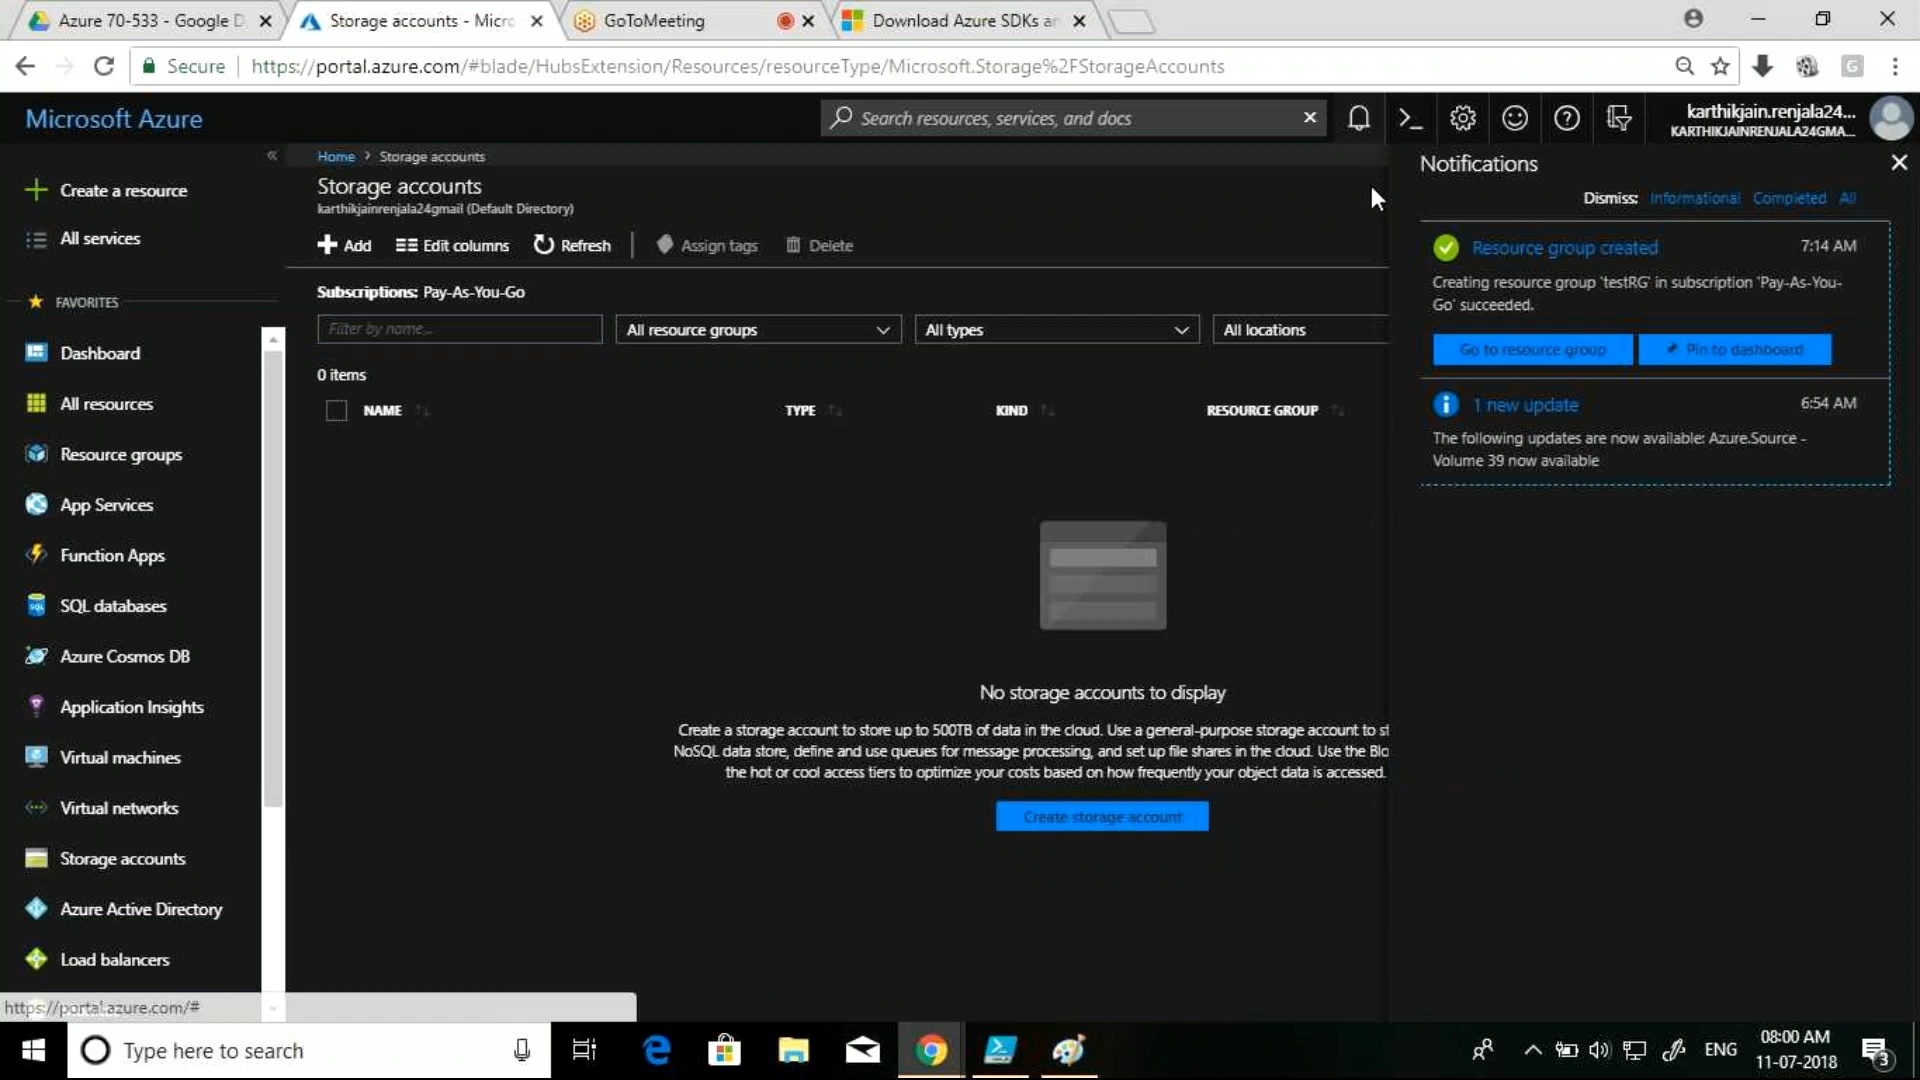 Azure 70-533 - Google D
Storage accounts - Micro
GoToMeeting
Download Azure SDKs an
Secure
https://portal.azure.com/#blade/HubsExtension/Resources/resourceType/Microsoft.Storage%2FStorageAccounts
G
Microsoft Azure
Search resources, services, and docs
karthikjain.renjala24...
KARTHIKJAINRENJALA24GMA...
Create a resource
All services
FAVORITES
Dashboard
All resources
Resource groups
App Services
Function Apps
SQL
SQL databases
Azure Cosmos DB
Application Insights
Virtual machines
Virtual networks
Storage accounts
Azure Active Directory
Load balancers
https://portal.azure.com/#
Home > Storage accounts
Storage accounts
karthikjainrenjala24gmail (Default Directory)
Add
Edit columns
Refresh
Assign tags
Delete
Subscriptions: Pay-As-You-Go
Filter by name...
All resource groups
All types
All locations
0 items
NAME
TYPE
KIND
RESOURCE GROUP
No storage accounts to display
Create a storage account to store up to 500TB of data in the cloud. Use a general-purpose storage account to st
NoSQL data store, define and use queues for message processing, and set up file shares in the cloud. Use the Blo
the hot or cool access tiers to optimize your costs based on how frequently your object data is accessed.
Create storage account
Notifications
Dismiss: Informational Completed All
Resource group created
7:14 AM
Creating resource group 'testRG' in subscription 'Pay-As-You-
Go' succeeded.
Go to resource group
Pin to dashboard
1 new update
6:54 AM
The following updates are now available: Azure.Source -
Volume 39 now available
Type here to search
ENG
08:00 AM
11-07-2018
3